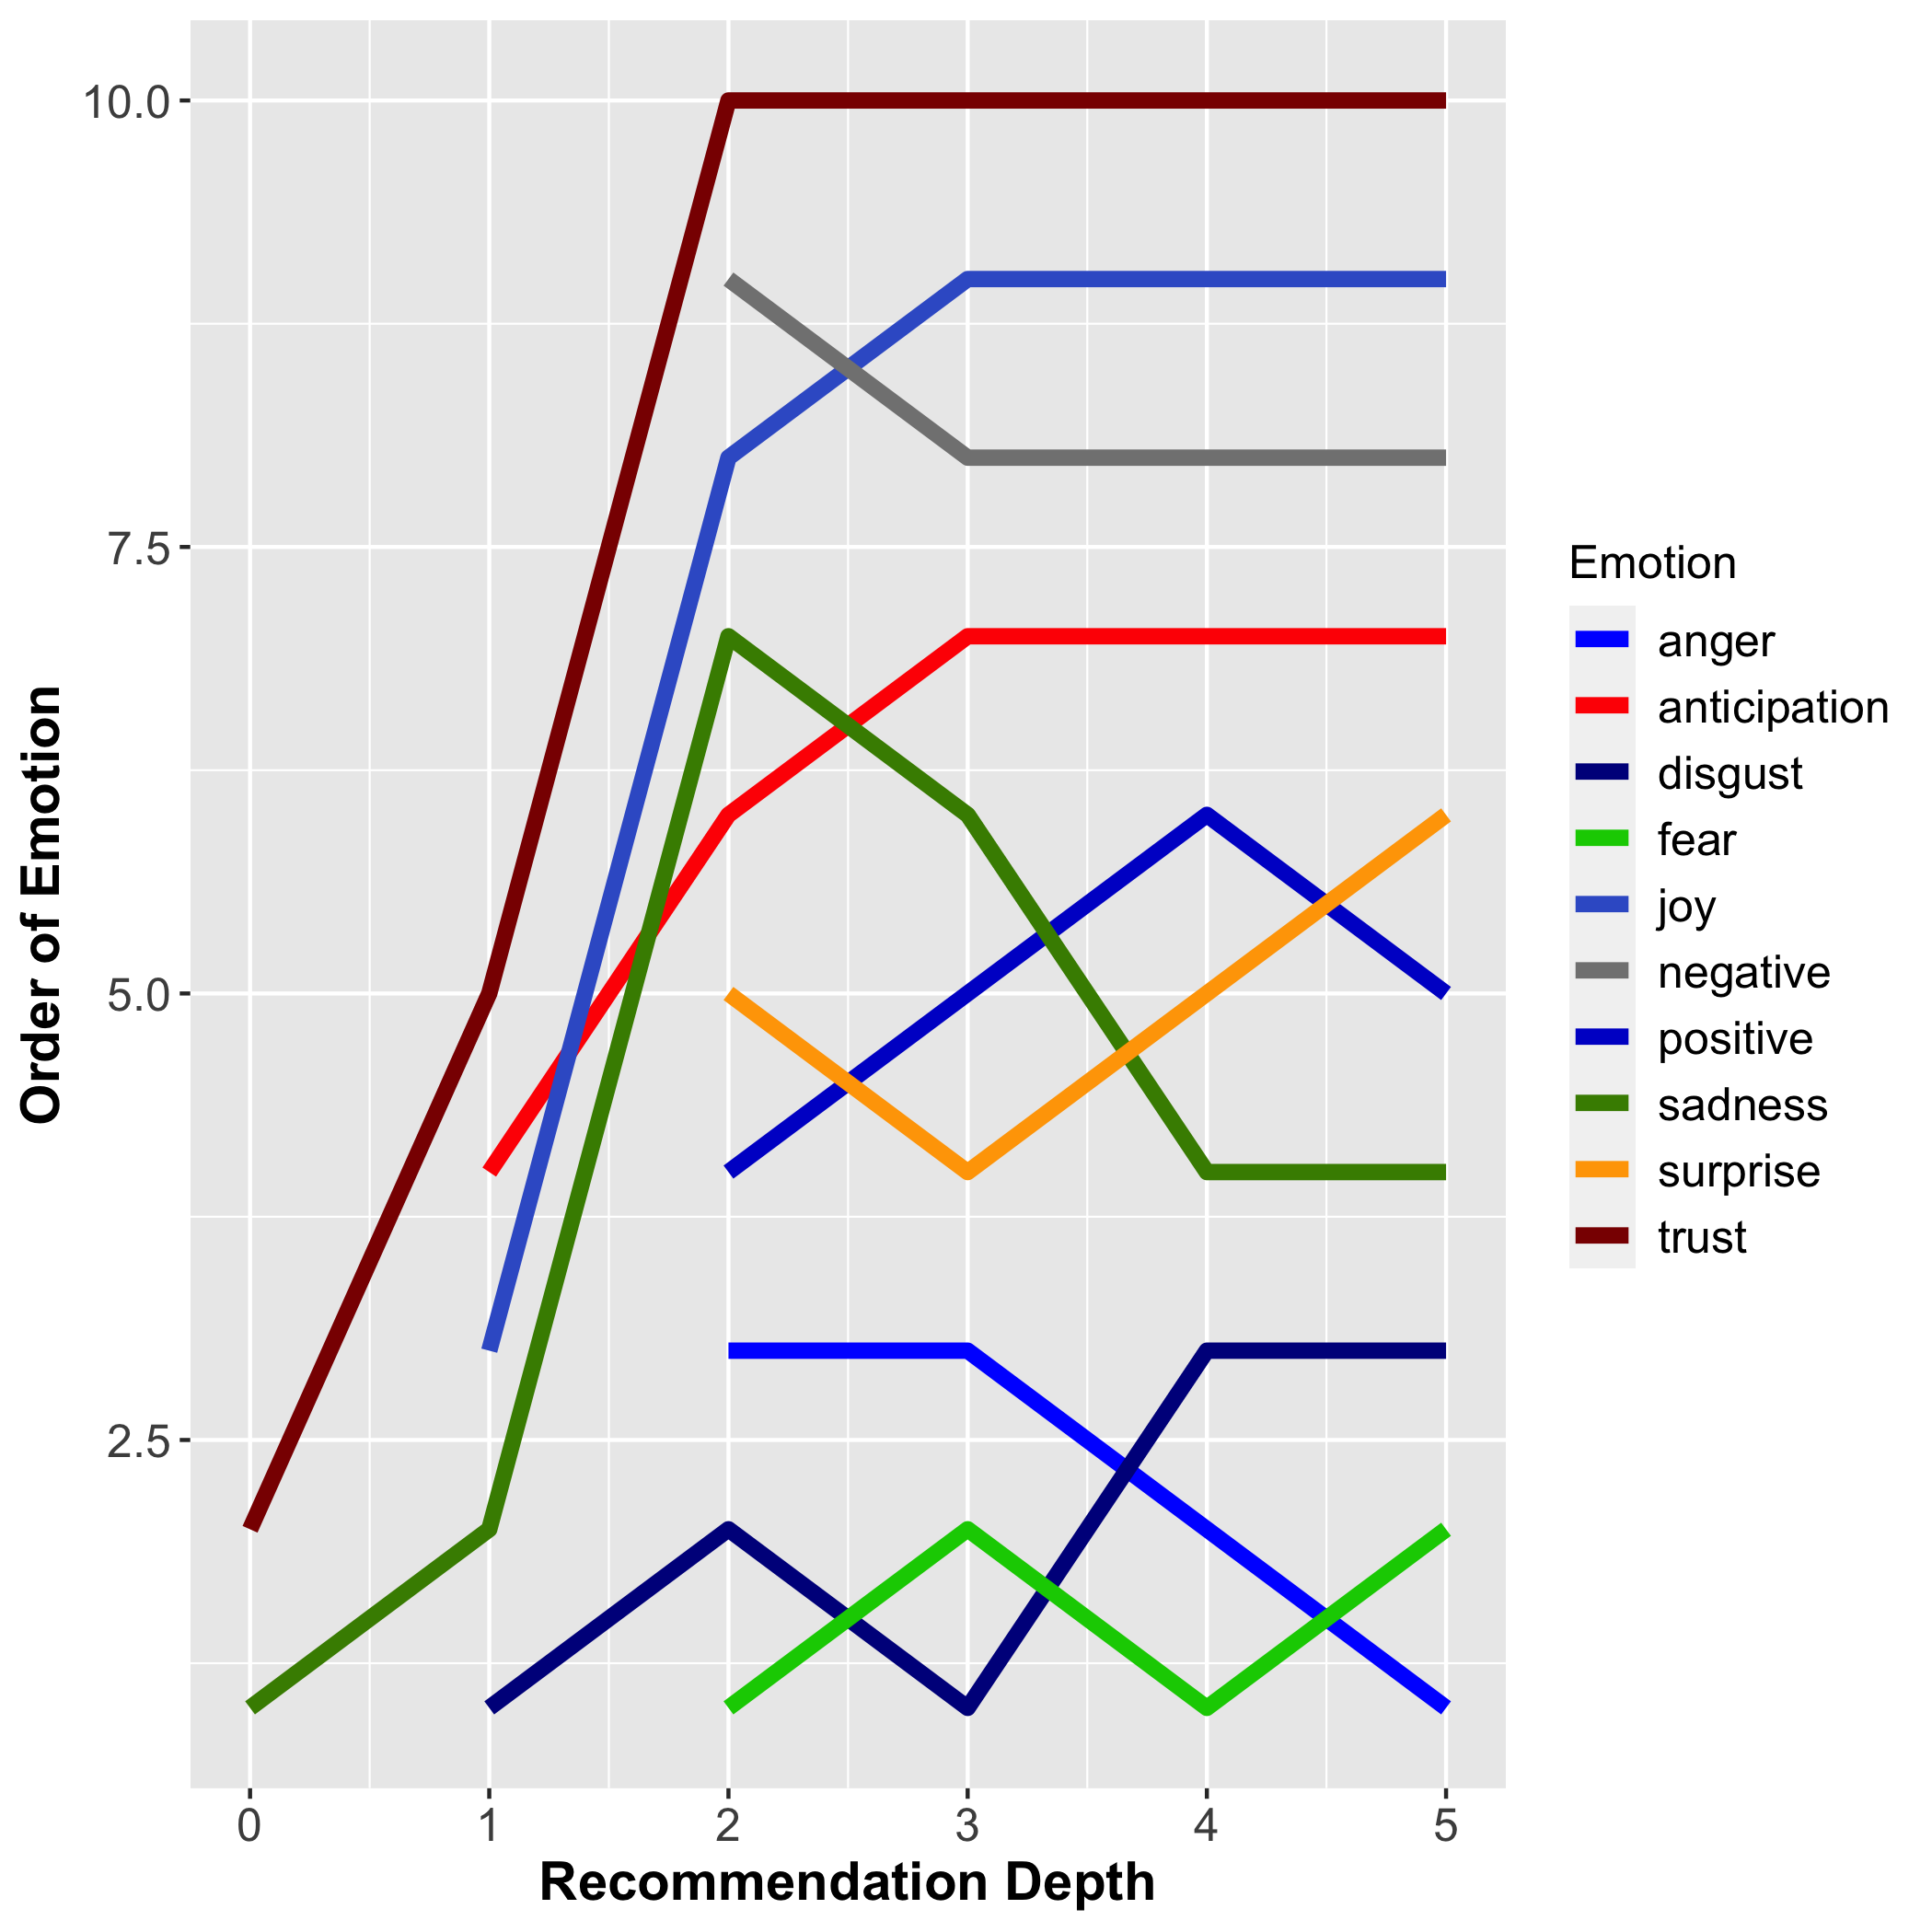 10.0
7.5
5.0
2.5
Order of Emotion
0 1 2 3 4 5
Recommendation Depth
Emotion
anger
anticipation
disgust
fear
joy
negative
positive
sadness
surprise
trust